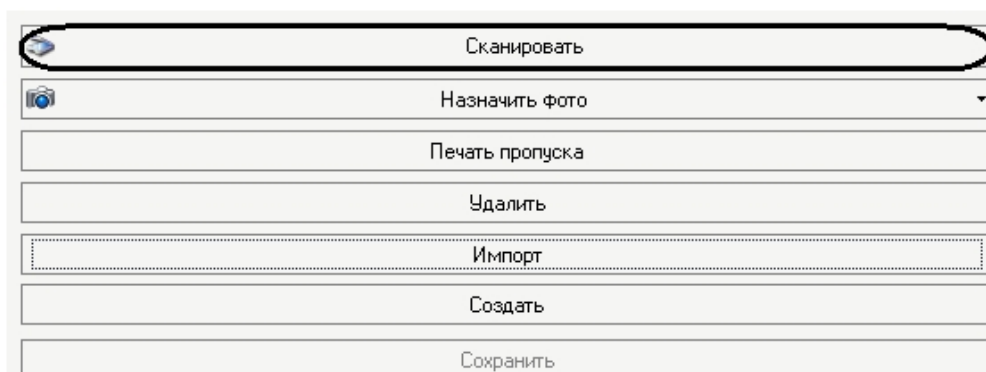 Сканировать
Назначить фото
Печать пропуска
Удалить
Импорт
Создать
Сохранить